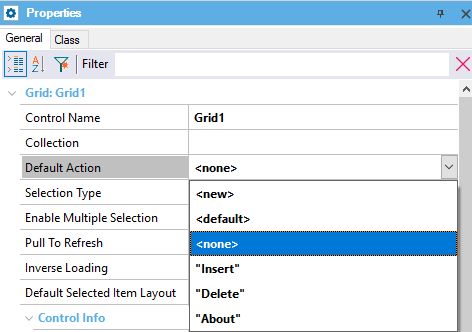 Properties
General Class
Filter
Grid: Grid1
Control Name Grid1
Collection
Default Action <none>
Selection Type <new>
Enable Multiple Selection <default>
Pull To Refresh <none>
Inverse Loading "Insert"
Default Selected Item Layout "Delete"
Control Info "About"